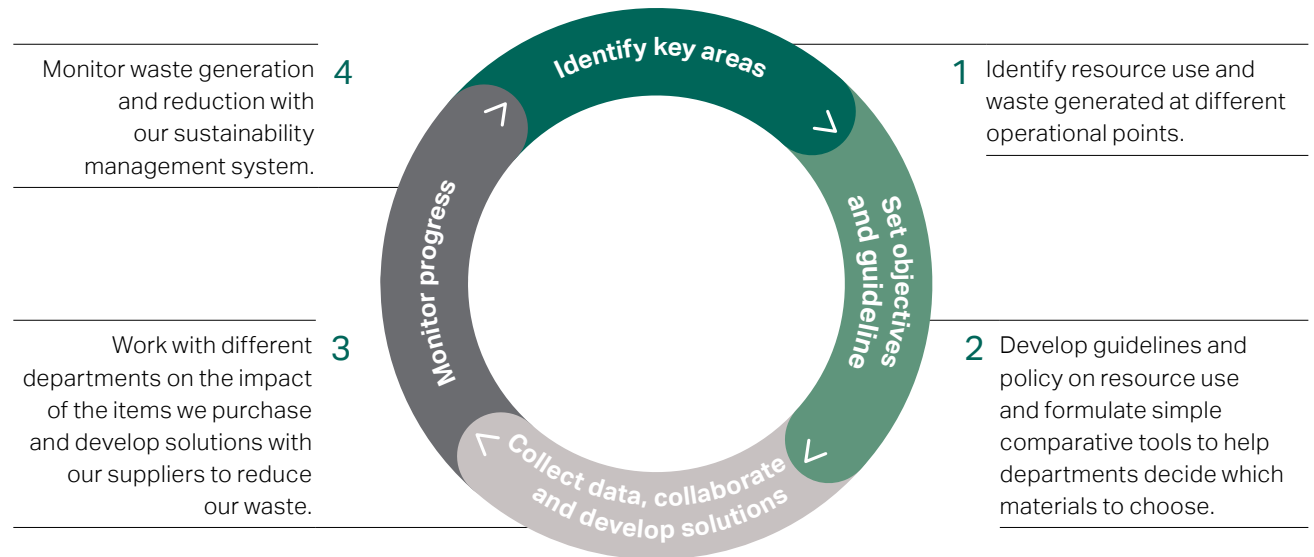 Identify key areas
1
Identify resource use and
waste generated at different
operational points.
Set objectives
and guideline
2
Develop guidelines and
policy on resource use
and formulate simple
comparative tools to help
departments decide which
materials to choose.
Collect data, collaborate
and develop solutions
3
Work with different
departments on the impact
of the items we purchase
and develop solutions with
our suppliers to reduce
our waste.
Monitor progress
4
Monitor waste generation
and reduction with
our sustainability
management system.